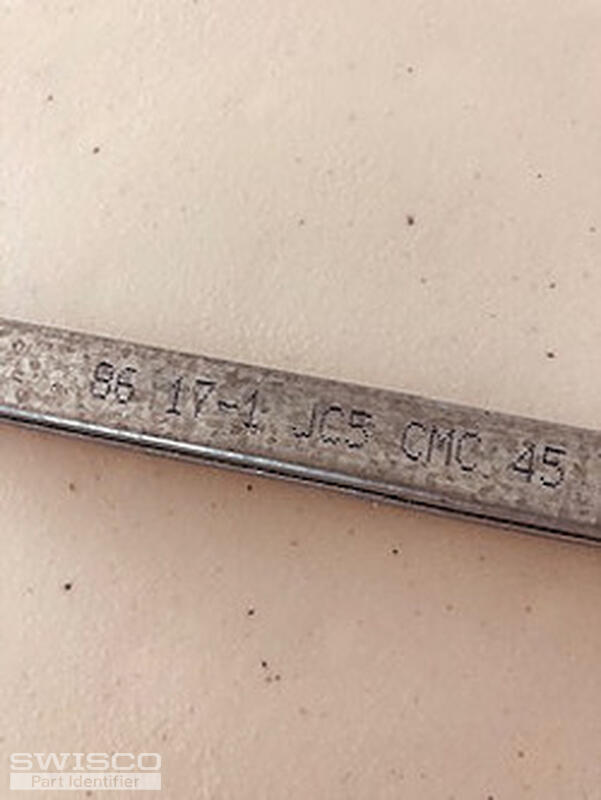 86 17-1 JC5 CMC 45
SWISCO
Part Identifier